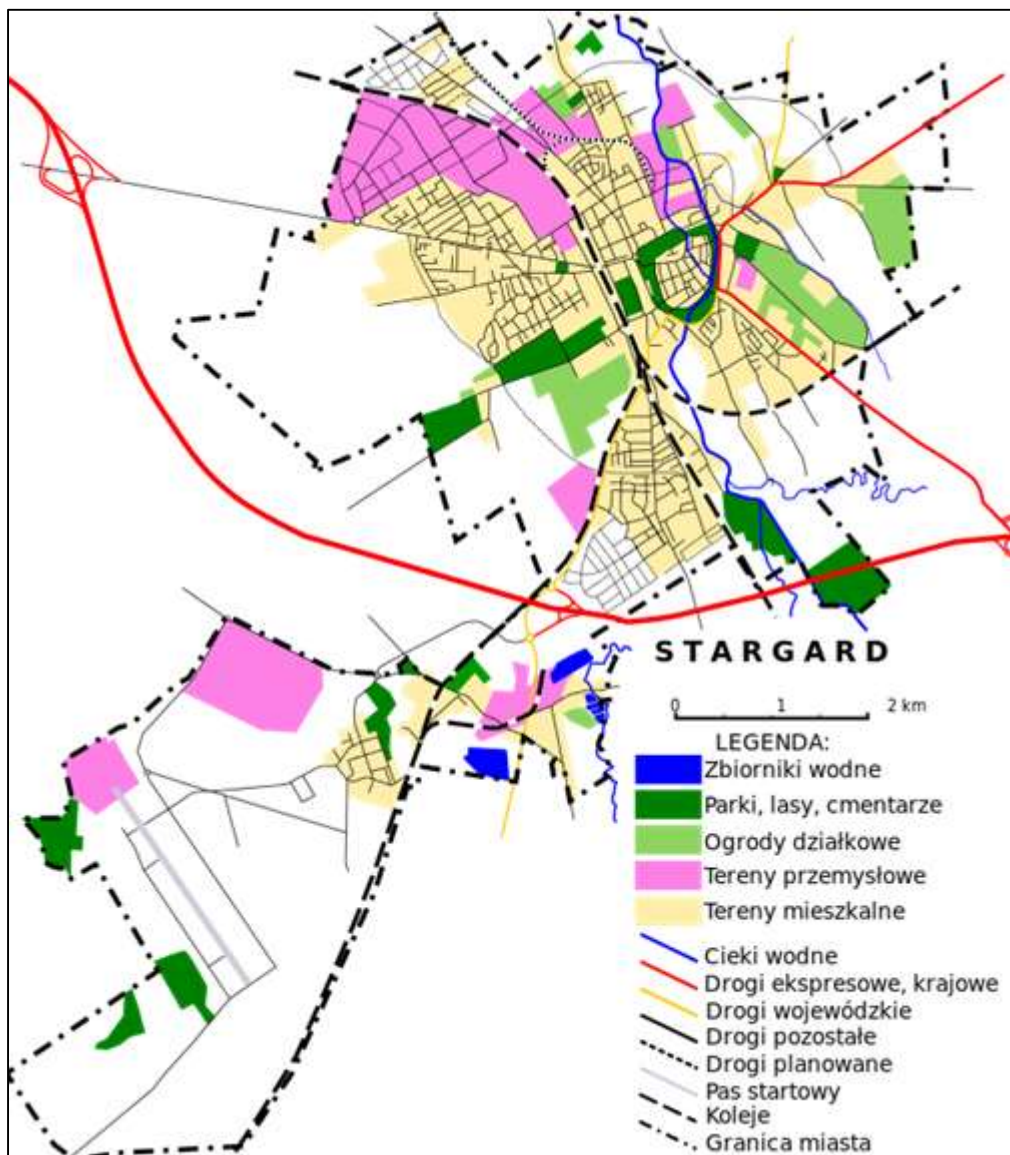 STARGARD
0 1 2 km
LEGENDA:
Zbiorniki wodne
Parki, lasy, cmentarze
Ogrody działkowe
Tereny przemysłowe
Tereny mieszkalne
Cieki wodne
Drogi ekspresowe, krajowe
Drogi wojewódzkie
Drogi pozostałe
Drogi planowane
Pas startowy
Koleje
Granica miasta